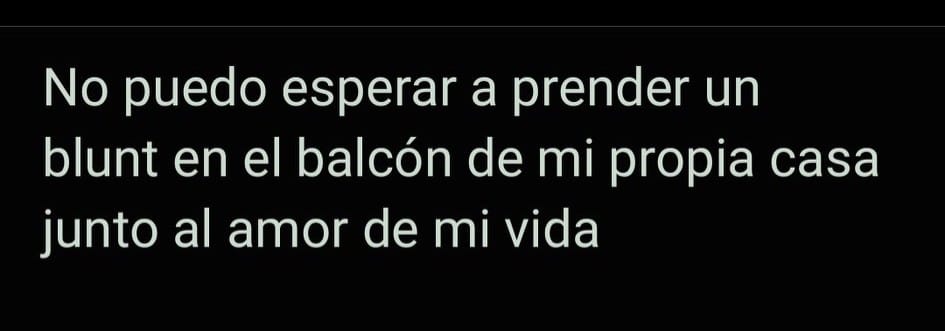 No puedo esperar a prender un
blunt en el balcón de mi propia casa
junto al amor de mi vida